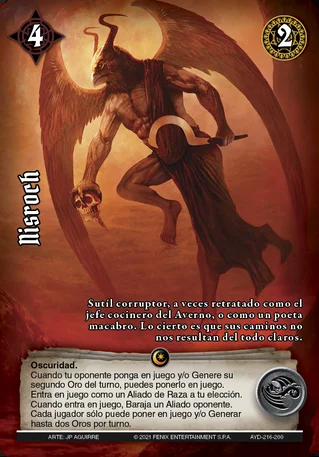 4
2
Nisroch
Sutil corruptor, a veces retratado como el
jefe cocinero del Averno, o como un poeta
macabro. Lo cierto es que sus caminos no
nos resultan del todo claros.
Oscuridad.
Cuando tu oponente ponga en juego y/o Genere su
segundo Oro del turno, puedes ponerlo en juego.
Entra en juego como un Aliado de Raza a tu elección.
Cuando entra en juego, Baraja un Aliado oponente.
Cada jugador sólo puede poner en juego y/o Generar
hasta dos Oros por turno.
ARTE: JP AGUIRRE
© 2021 FENIX ENTERTAINMENT S.P.A.
AYD-216-200